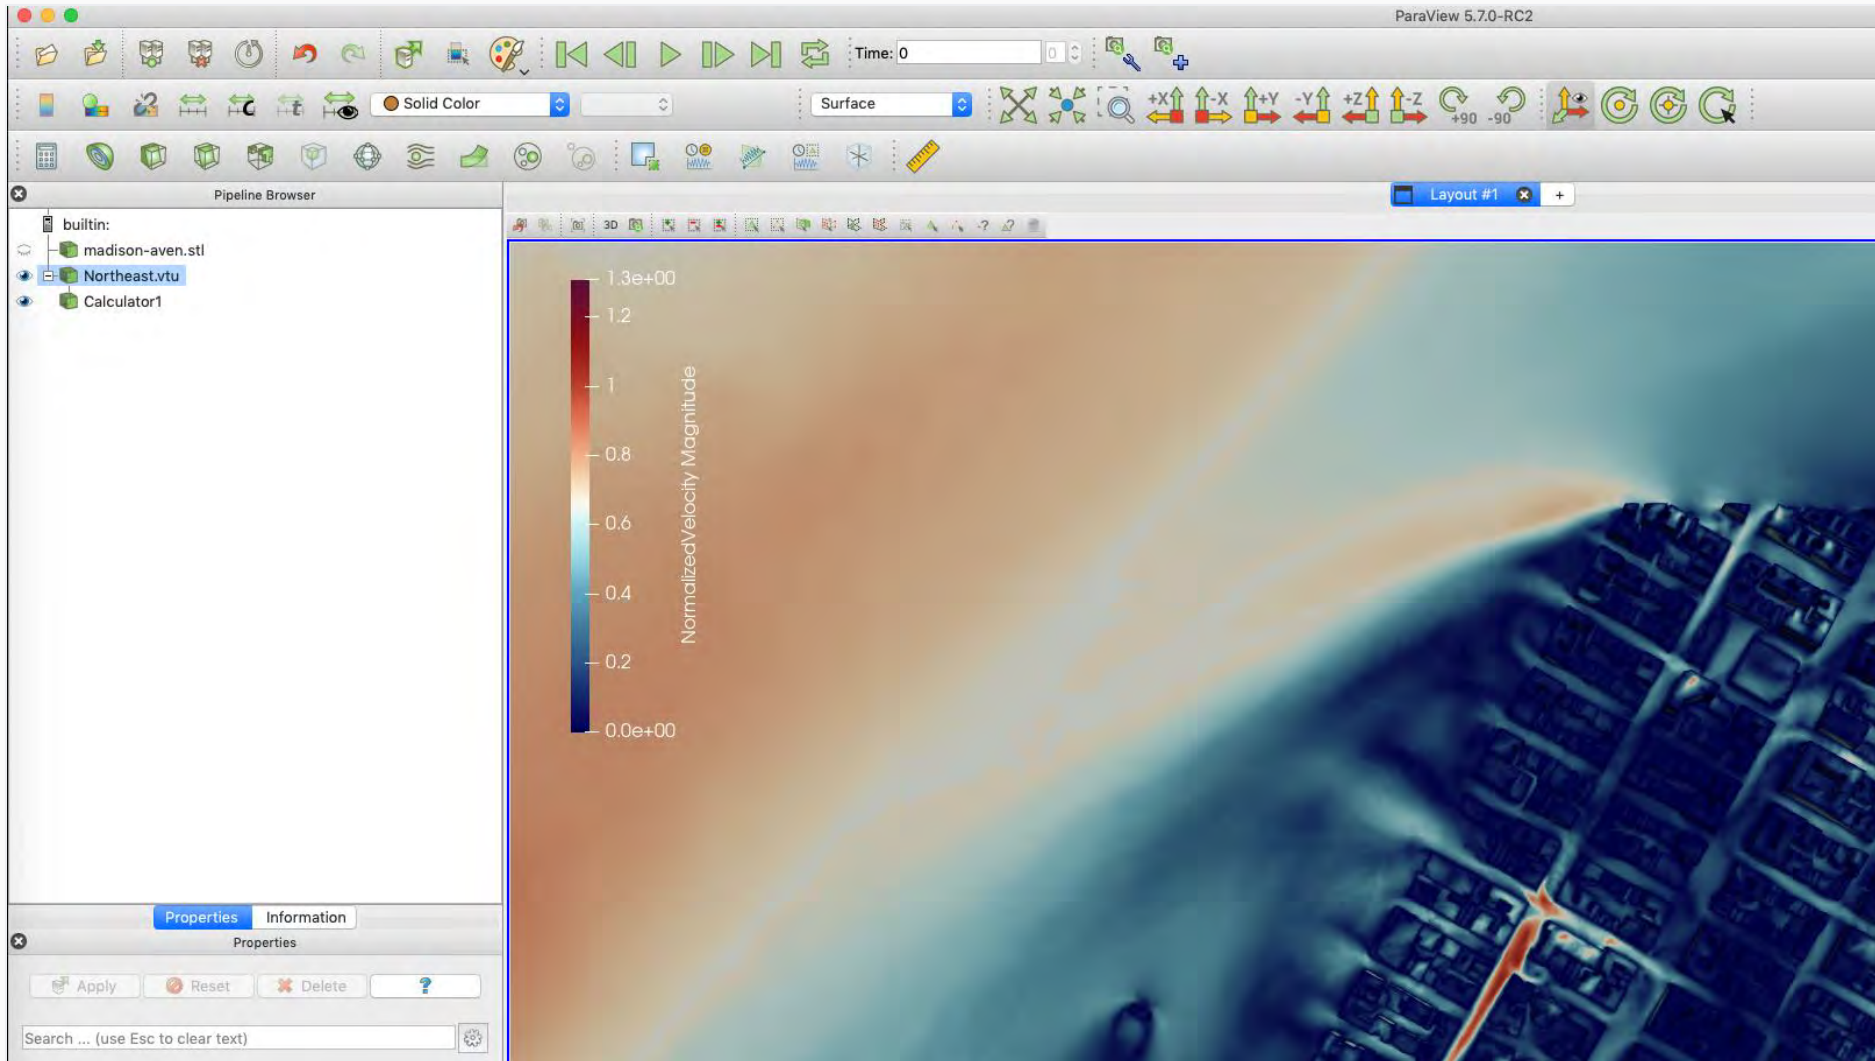 ParaView 5.7.0-RC2
Time: 0 0
C t Solid Color Surface +X -X +Y -Y +Z -Z +90 -90
Pipeline Browser
Layout #1 +
builtin:
3D -? ?
madison-aven.stl
Northeast.vtu
Calculator1
1.3e+00
1.2
1
0.8
0.6
0.4
0.2
0.0e+00
NormalizedVelocity Magnitude
Properties Information
Properties
Apply Reset Delete ?
Search ... (use Esc to clear text)